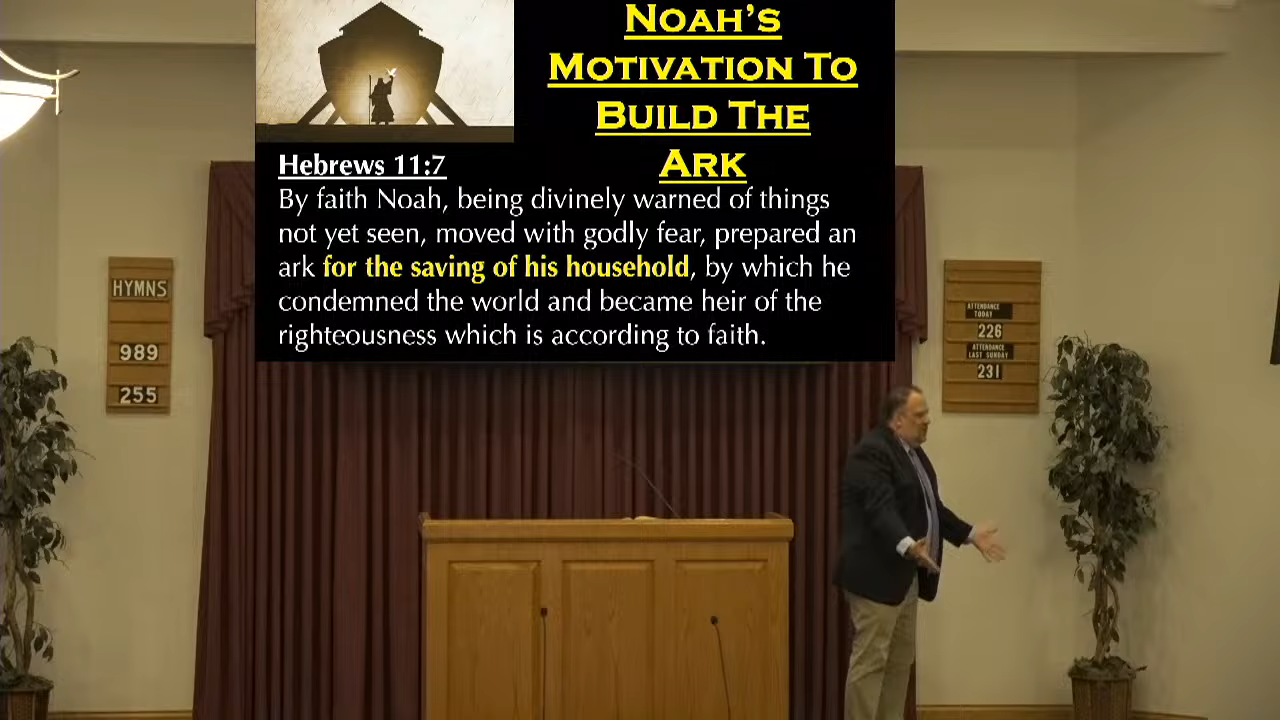 NOAH'S
MOTIVATION TO
BUILD THE
ARK
Hebrews 11:7
By faith Noah, being divinely warned of things
not yet seen, moved with godly fear, prepared an
ark for the saving of his household, by which he
condemned the world and became heir of the
righteousness which is according to faith.
HYMNS
989
255
ATTENDANCE
TODAY
226
ATTENDANCE
LAST SUNDAY
231